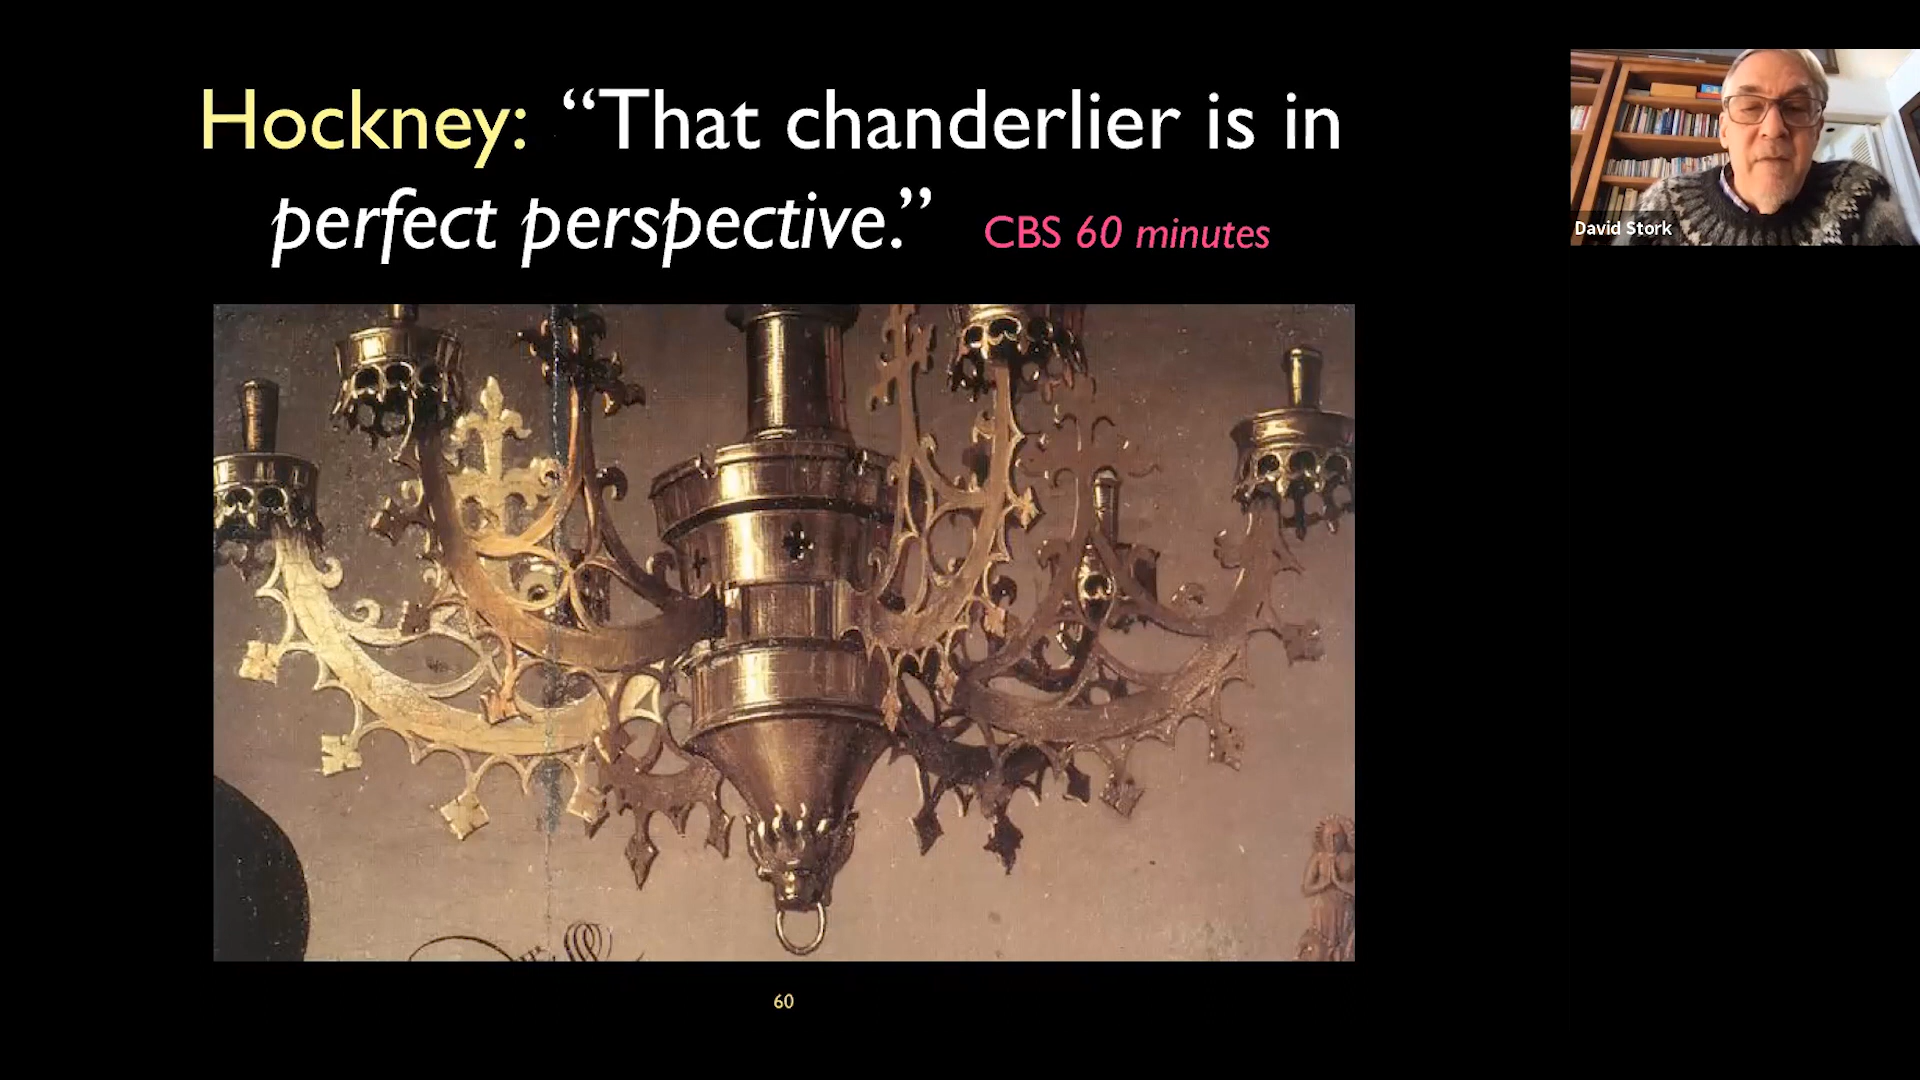 Hockney: “That chanderlier is in
perfect perspective.” CBS 60 minutes
David Stork
60